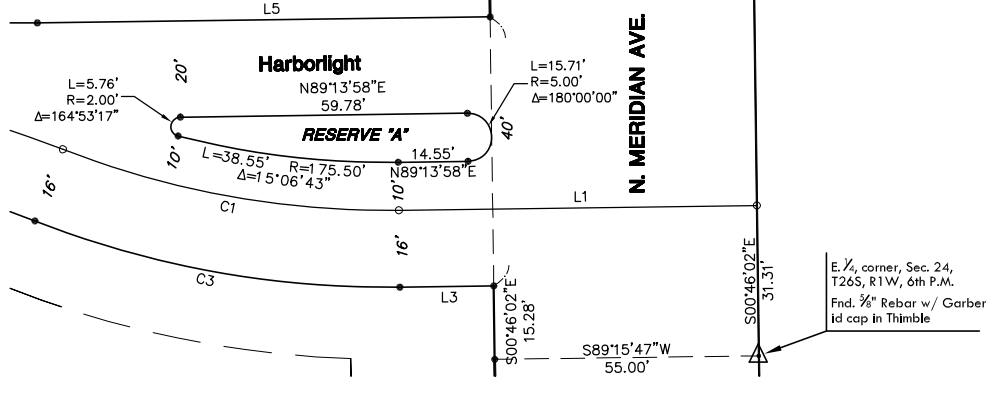 L5
Harborlight
20'
L=5.76'
R=2.00'
Δ=164°53'17"
N89°13'58"E
59.78'
L=15.71'
R=5.00'
Δ=180°00'00"
RESERVE "A"
40'
N. MERIDIAN AVE.
10'
L=38.55'
R=175.50'
Δ=15°06'43"
14.55'
N89°13'58"E
16'
10'
C1
L1
16'
C3
L3
S00°46'02"E
15.28'
S00°46'02"E
31.31'
S89°15'47"W
55.00'
E. ¼, corner, Sec. 24,
T26S, R1W, 6th P.M.
Fnd. ⅝" Rebar w/ Garber
id cap in Thimble